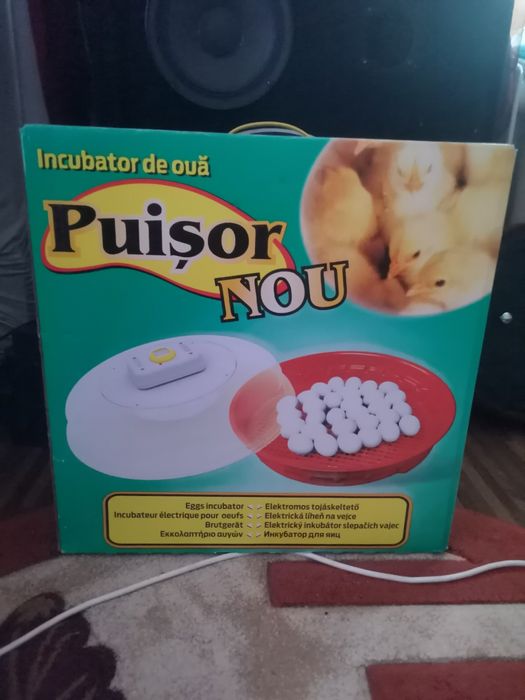 Incubator de ouă
Puișor
NOU
Eggs incubator
Elektromos tojáskeltető
Incubateur électrique pour oeufs
Elektrická líheň na vejce
Brutgerät
Elektrický inkubátor slepačích vajec
Εκκολαπτήριο αυγών
Инкубатор для яиц